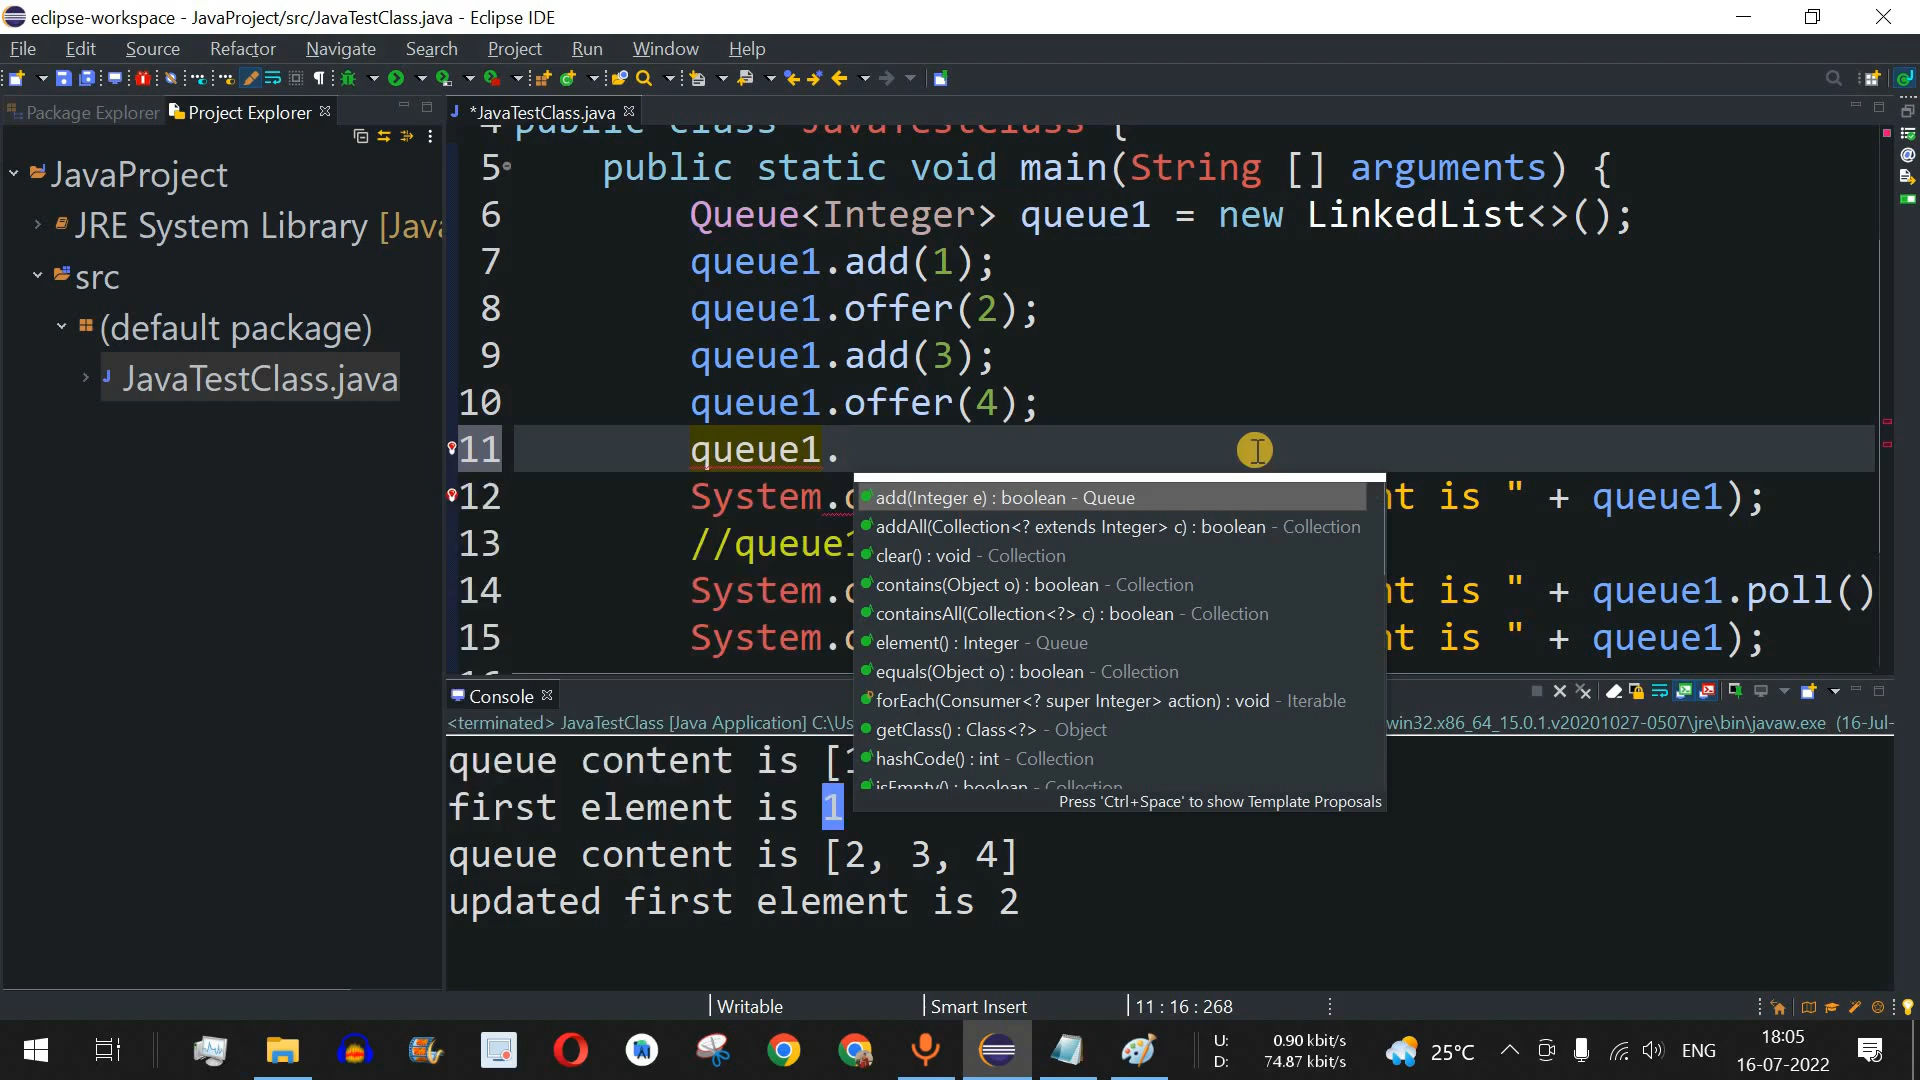 eclipse-workspace - JavaProject/src/JavaTestClass.java - Eclipse IDE
File Edit Source Refactor Navigate Search Project Run Window Help
Package Explorer Project Explorer
*JavaTestClass.java
JavaProject
JRE System Library [Java
src
(default package)
JavaTestClass.java
4 public class JavaTestClass {
5 public static void main(String [] arguments) {
6 Queue<Integer> queue1 = new LinkedList<>();
7 queue1.add(1);
8 queue1.offer(2);
9 queue1.add(3);
10 queue1.offer(4);
11 queue1.
12 System. is " + queue1);
13 //queue1
14 System. is " + queue1.poll()
15 System. is " + queue1);
add(Integer e) : boolean - Queue
addAll(Collection<? extends Integer> c) : boolean - Collection
clear() : void - Collection
contains(Object o) : boolean - Collection
containsAll(Collection<?> c) : boolean - Collection
element() : Integer - Queue
equals(Object o) : boolean - Collection
forEach(Consumer<? super Integer> action) : void - Iterable
getClass() : Class<?> - Object
hashCode() : int - Collection
isEmpty() : boolean - Collection
Press 'Ctrl+Space' to show Template Proposals
Console
<terminated> JavaTestClass [Java Application] C:\Us win32.x86_64_15.0.1.v20201027-0507\jre\bin\javaw.exe (16-Jul-
queue content is [1
first element is 1
queue content is [2, 3, 4]
updated first element is 2
Writable Smart Insert 11 : 16 : 268
U: 0.90 kbit/s
D: 74.87 kbit/s
25°C
ENG
18:05
16-07-2022